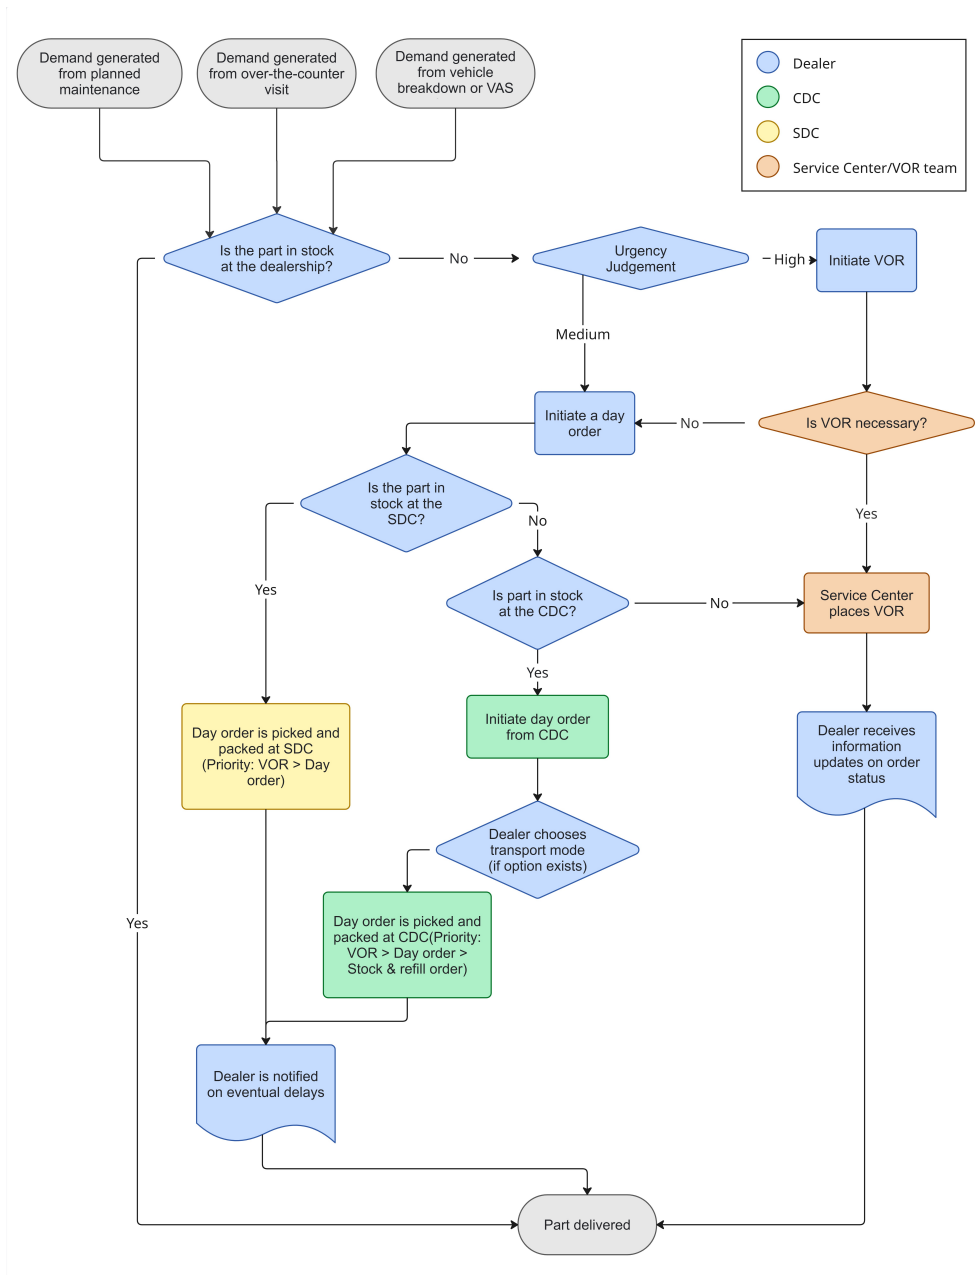 Demand generated
from planned
maintenance
Demand generated
from over-the-counter
visit
Demand generated
from vehicle
breakdown or VAS
Dealer
CDC
SDC
Service Center/VOR team
Is the part in stock
at the dealership?
No
Urgency
Judgement
High
Initiate VOR
Medium
Initiate a day
order
No
Is VOR necessary?
Is the part in
stock at the
SDC?
No
Yes
Yes
Is part in stock
at the CDC?
No
Service Center
places VOR
Yes
Day order is picked and
packed at SDC
(Priority: VOR > Day
order)
Initiate day order
from CDC
Dealer receives
information
updates on order
status
Dealer chooses
transport mode
(if option exists)
Yes
Day order is picked and
packed at CDC(Priority:
VOR > Day order >
Stock & refill order)
Dealer is notified
on eventual delays
Part delivered